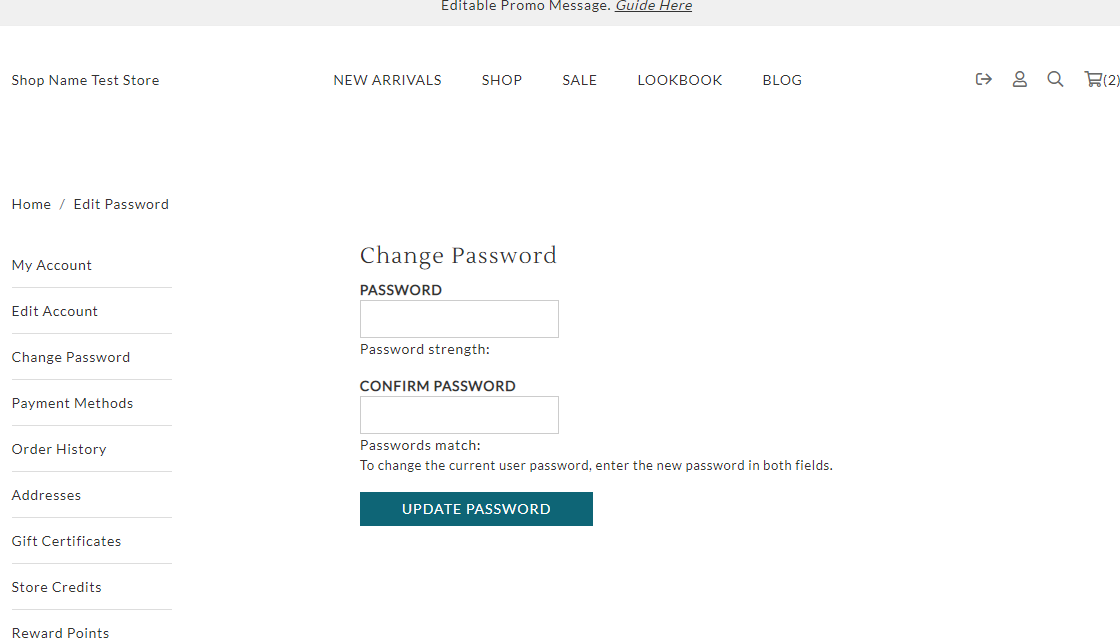 Editable Promo Message. Guide Here
Shop Name Test Store
NEW ARRIVALS SHOP SALE LOOKBOOK BLOG
(2)
Home / Edit Password
My Account
Edit Account
Change Password
Payment Methods
Order History
Addresses
Gift Certificates
Store Credits
Reward Points
Change Password
PASSWORD
Password strength:
CONFIRM PASSWORD
Passwords match:
To change the current user password, enter the new password in both fields.
UPDATE PASSWORD